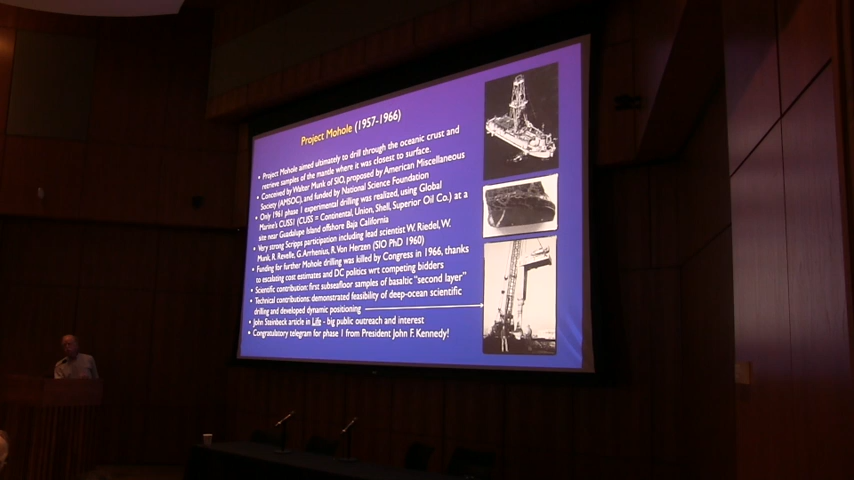 Project Mohole (1957-1966)
• Project Mohole aimed ultimately to drill through the oceanic crust and
retrieve samples of the mantle where it was closest to surface.
• Conceived by Walter Munk of SIO, proposed by American Miscellaneous
Society (AMSOC), and funded by National Science Foundation
• Only 1961 phase 1 experimental drilling was realized, using Global
Marine's CUSS1 (CUSS = Continental, Union, Shell, Superior Oil Co.) at a
site near Guadalupe Island offshore Baja California
• Very strong Scripps participation including lead scientist W. Riedel, W.
Munk, R. Revelle, G. Arrhenius, R. Von Herzen (SIO PhD 1960)
• Funding for further Mohole drilling was killed by Congress in 1966, thanks
to escalating cost estimates and DC politics wrt competing bidders
• Scientific contribution: first subseafloor samples of basaltic "second layer"
• Technical contributions: demonstrated feasibility of deep-ocean scientific
drilling and developed dynamic positioning
• John Steinbeck article in Life - big public outreach and interest
• Congratulatory telegram for phase 1 from President John F. Kennedy!